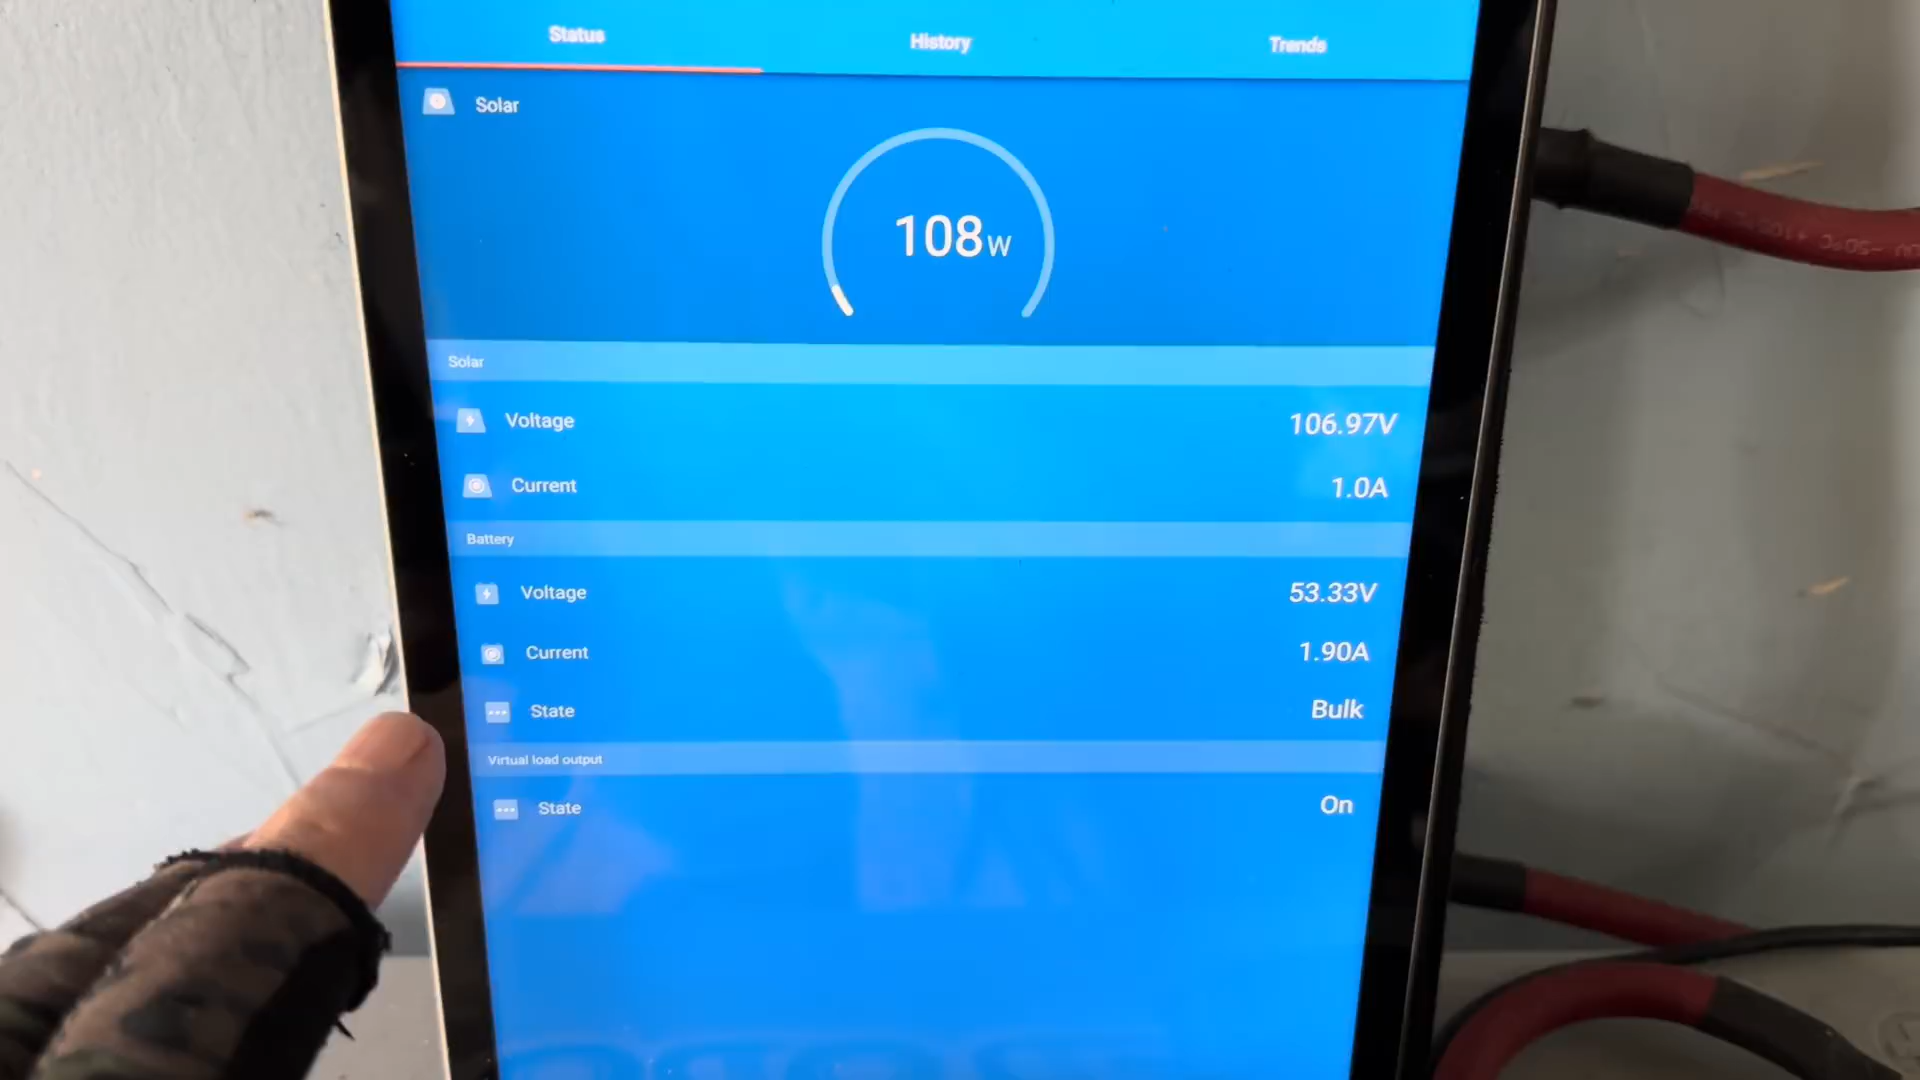 Status History Trends
Solar
108W
Solar
Voltage 106.97V
Current 1.0A
Battery
Voltage 53.33V
Current 1.90A
State Bulk
Virtual load output
State On
-50°C